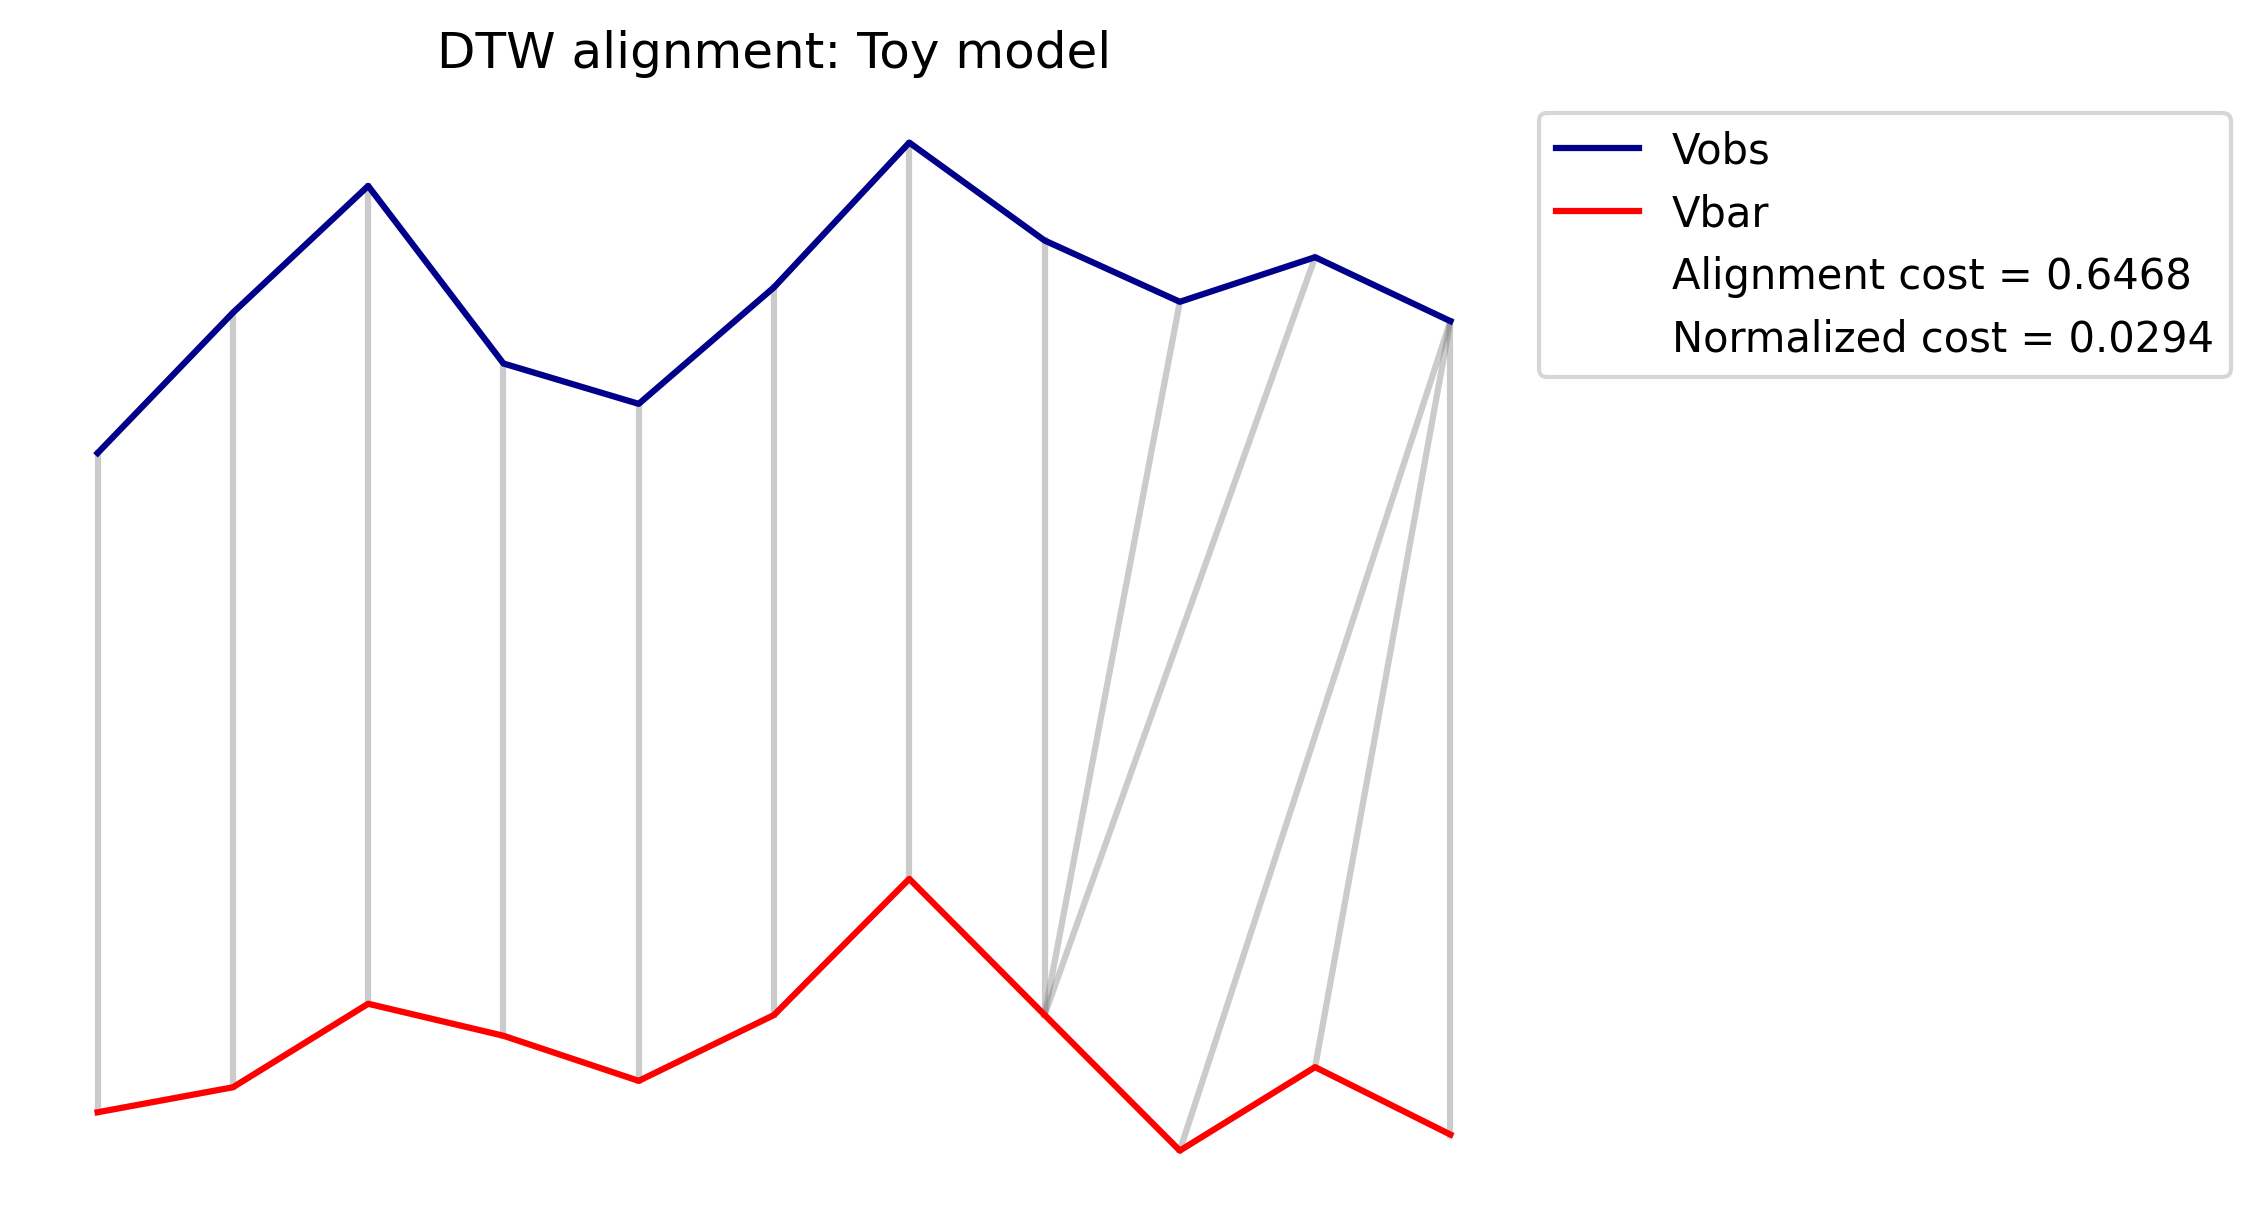 DTW alignment: Toy model
Vobs
Vbar
Alignment cost = 0.6468
Normalized cost = 0.0294